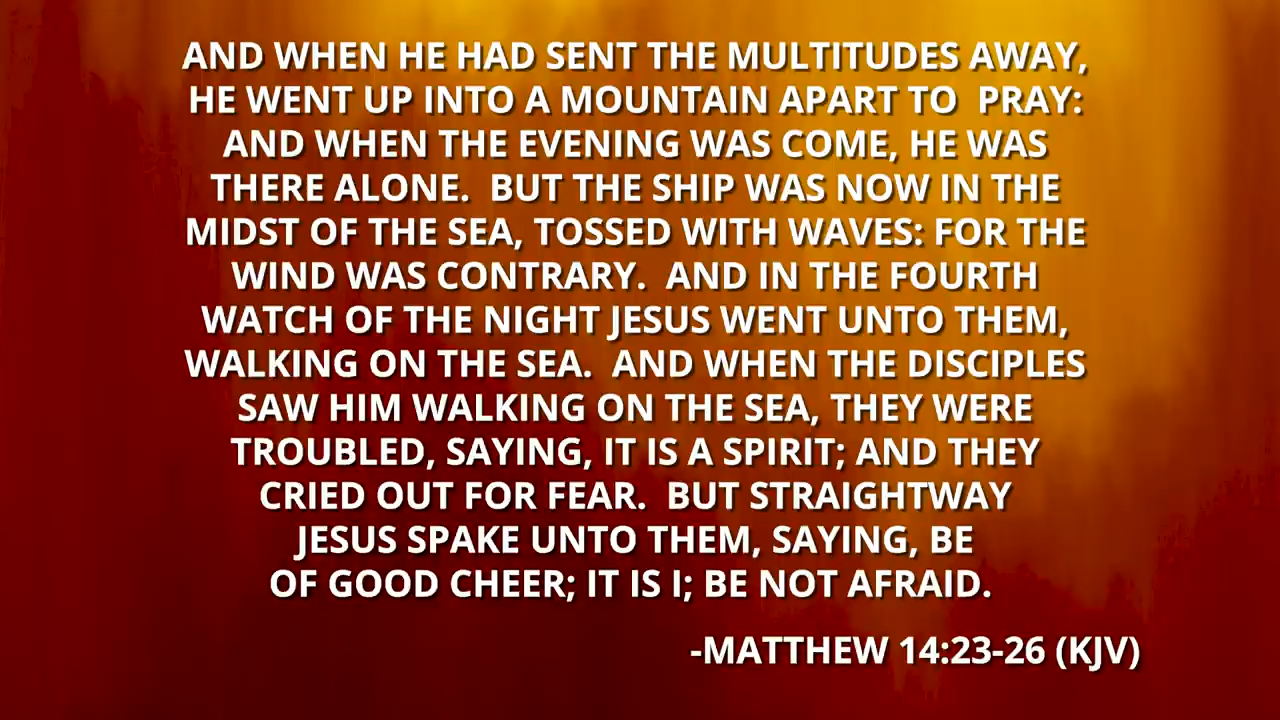 AND WHEN HE HAD SENT THE MULTITUDES AWAY,
HE WENT UP INTO A MOUNTAIN APART TO  PRAY:
AND WHEN THE EVENING WAS COME, HE WAS
THERE ALONE.  BUT THE SHIP WAS NOW IN THE
MIDST OF THE SEA, TOSSED WITH WAVES: FOR THE
WIND WAS CONTRARY.  AND IN THE FOURTH
WATCH OF THE NIGHT JESUS WENT UNTO THEM,
WALKING ON THE SEA.  AND WHEN THE DISCIPLES
SAW HIM WALKING ON THE SEA, THEY WERE
TROUBLED, SAYING, IT IS A SPIRIT; AND THEY
CRIED OUT FOR FEAR.  BUT STRAIGHTWAY
JESUS SPAKE UNTO THEM, SAYING, BE
OF GOOD CHEER; IT IS I; BE NOT AFRAID.
-MATTHEW 14:23-26 (KJV)